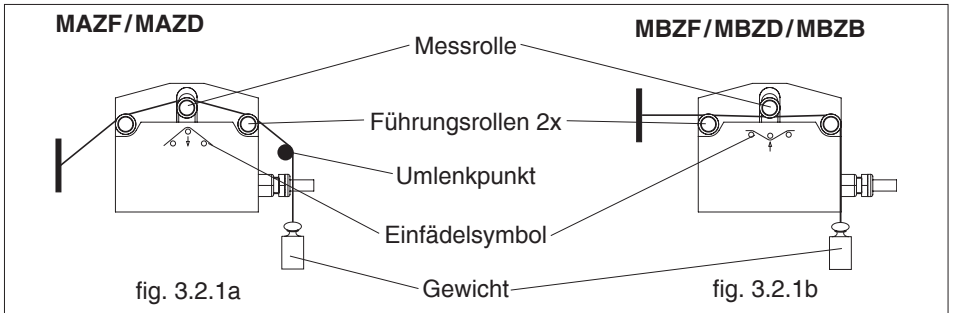 MAZF/MAZD
MBZF/MBZD/MBZB
Messrolle
Führungsrollen 2x
Umlenkpunkt
Einfädelsymbol
Gewicht
fig. 3.2.1a
fig. 3.2.1b